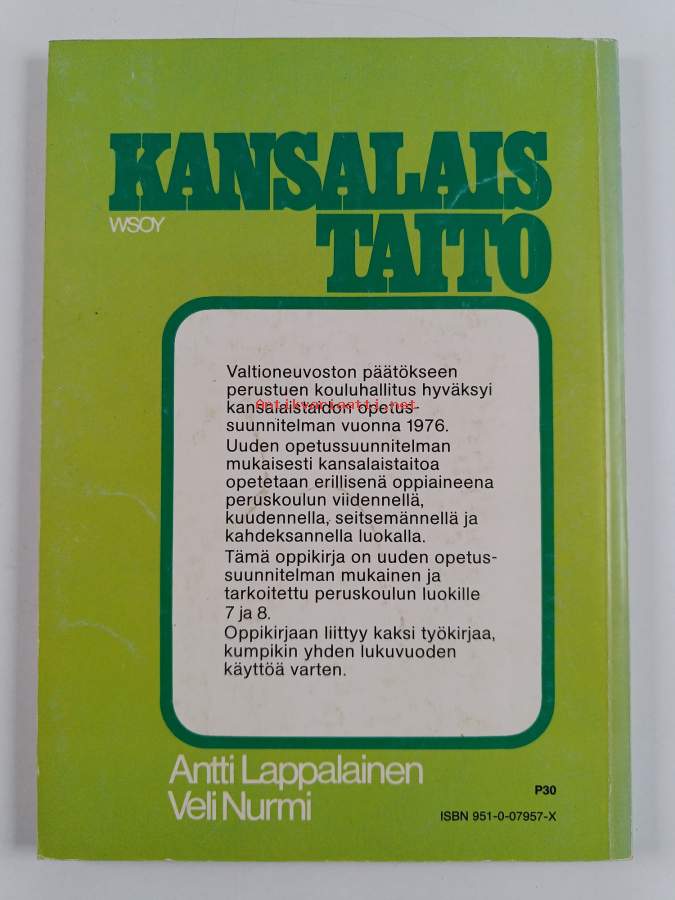 KANSALAIS
WSOY
TAITO
Valtioneuvoston päätökseen
perustuen kouluhallitus hyväksyi
kansalaistaidon opetus-
Antikvariaatti.net
suunnitelman vuonna 1976.
Uuden opetussuunnitelman
mukaisesti kansalaistaitoa
opetetaan erillisenä oppiaineena
peruskoulun viidennellä,
kuudennella, seitsemännellä ja
kahdeksannella luokalla.
Tämä oppikirja on uuden opetus-
suunnitelman mukainen ja
tarkoitettu peruskoulun luokille
7 ja 8.
Oppikirjaan liittyy kaksi työkirjaa,
kumpikin yhden lukuvuoden
käyttöä varten.
Antti Lappalainen
Veli Nurmi
P30
ISBN 951-0-07957-X